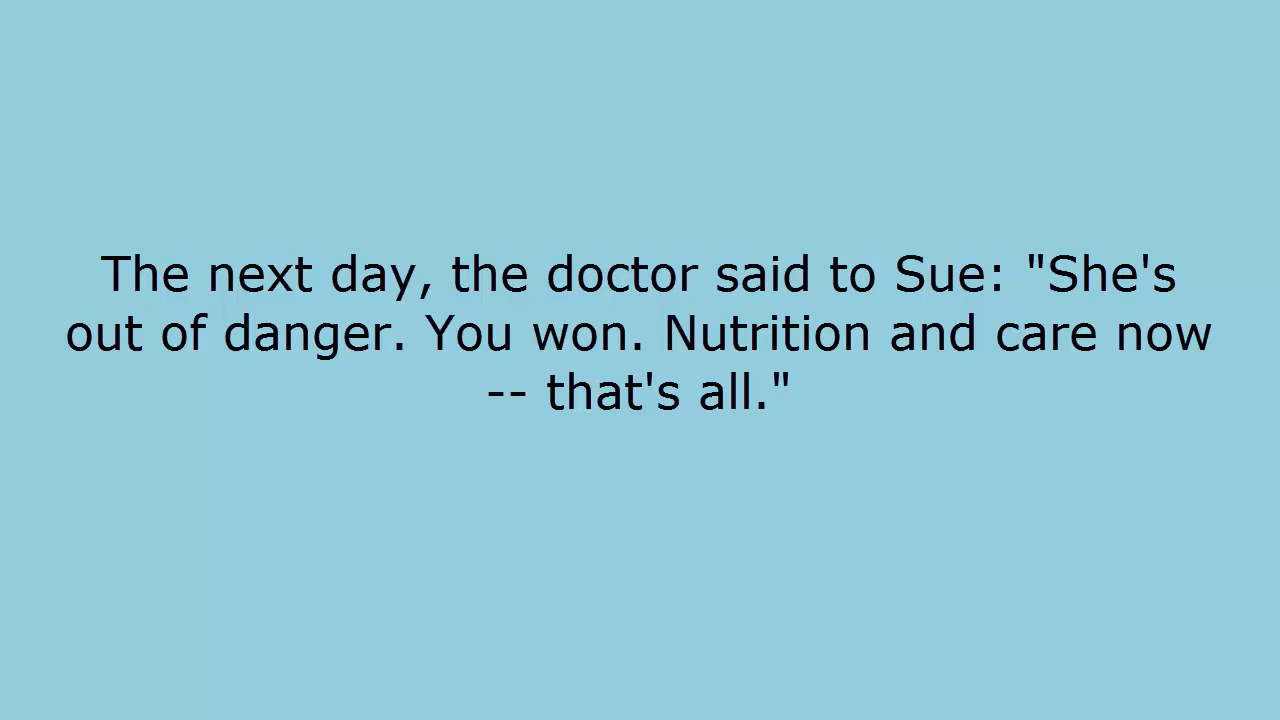 The next day, the doctor said to Sue: "She's
out of danger. You won. Nutrition and care now
-- that's all."